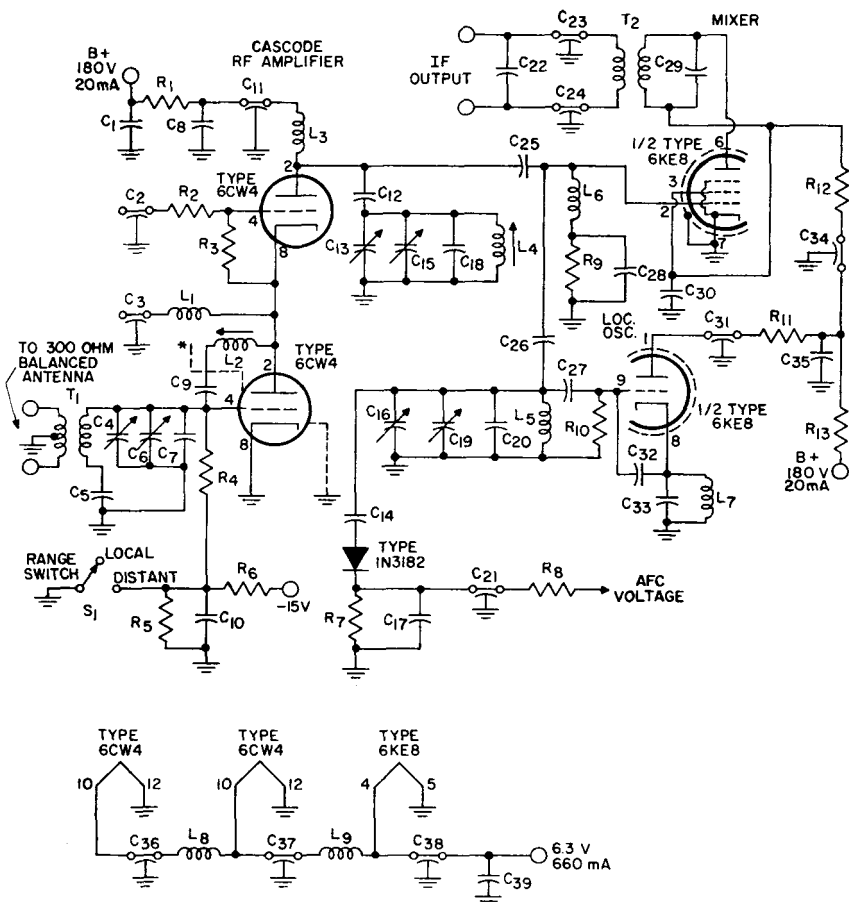 B+
180 V
20mA
R1
C1
C8
C11
CASCODE
RF AMPLIFIER
L3
C23
T2
MIXER
IF
OUTPUT
C22
C24
C29
C25
1/2 TYPE
6KE8
6
3
2
7
TYPE
6CW4
2
4
8
C2
R2
R3
C12
C13
C15
C18
L4
L6
R9
C28
C30
R12
C34
C3
L1
*
L2
C9
TYPE
6CW4
2
4
8
C26
LOC.
OSC.
1
C31
R11
C35
TO 300 OHM
BALANCED
ANTENNA
T1
C4
C6
C7
C5
R4
C16
C19
C20
L5
C27
R10
9
8
1/2 TYPE
6KE8
C32
C33
L7
R13
B+
180 V
20mA
C14
RANGE
SWITCH
LOCAL
DISTANT
S1
R5
C10
R6
-15V
TYPE
1N3182
R7
C17
C21
R8
AFC
VOLTAGE
TYPE
6CW4
10
12
TYPE
6CW4
10
12
TYPE
6KE8
4
5
C36
L8
C37
L9
C38
C39
6.3 V
660 mA